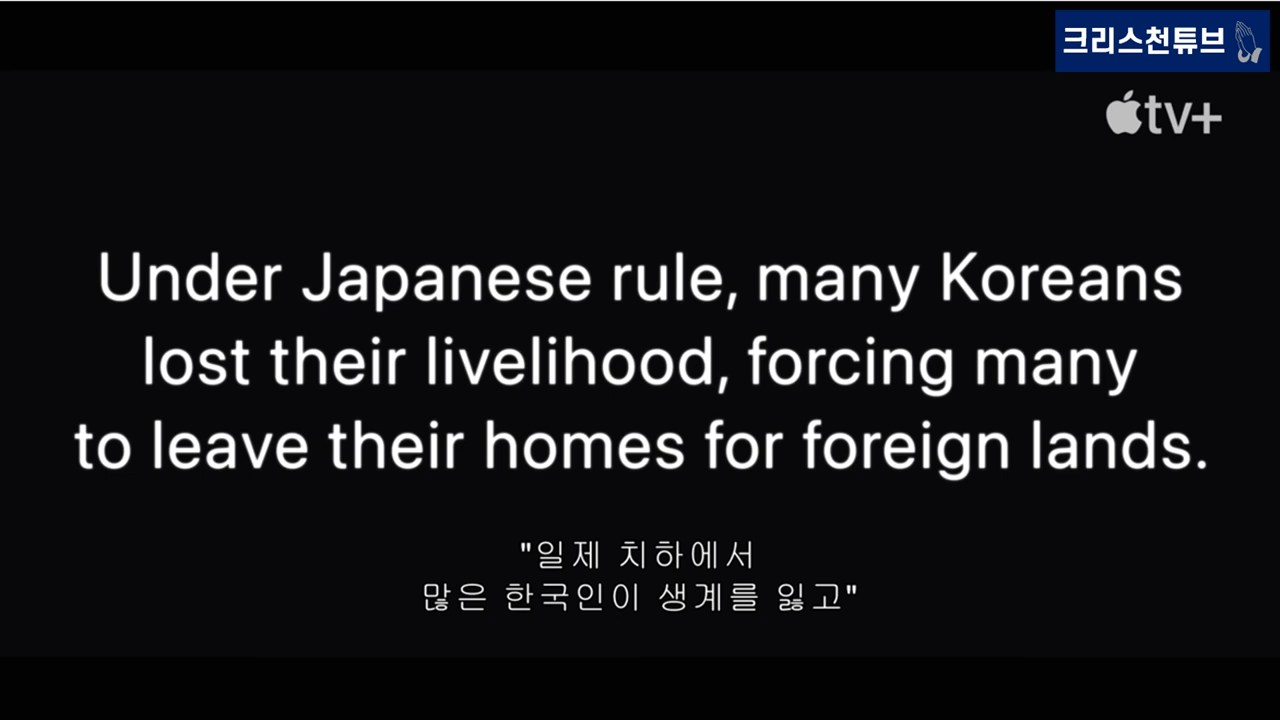 크리스천튜브
tv+
Under Japanese rule, many Koreans
lost their livelihood, forcing many
to leave their homes for foreign lands.
"일제 치하에서
많은 한국인이 생계를 잃고"